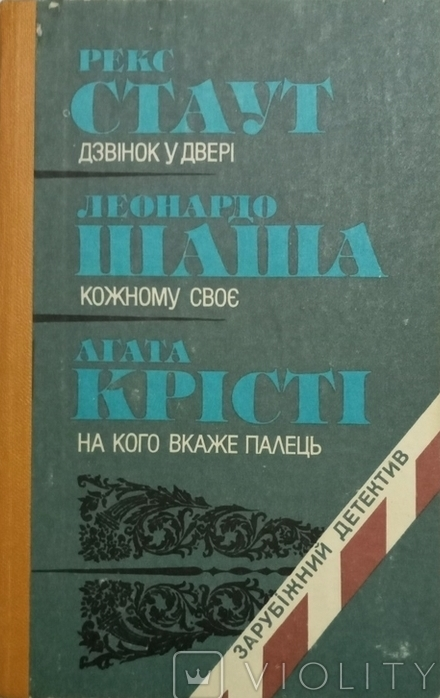 РЕКС
СТАУТ
ДЗВІНОК У ДВЕРІ
ЛЕОНАРДО
ШАША
КОЖНОМУ СВОЄ
АГАТА
КРІСТІ
НА КОГО ВКАЖЕ ПАЛЕЦЬ
ЗАРУБІЖНИЙ ДЕТЕКТИВ
VIOLITY